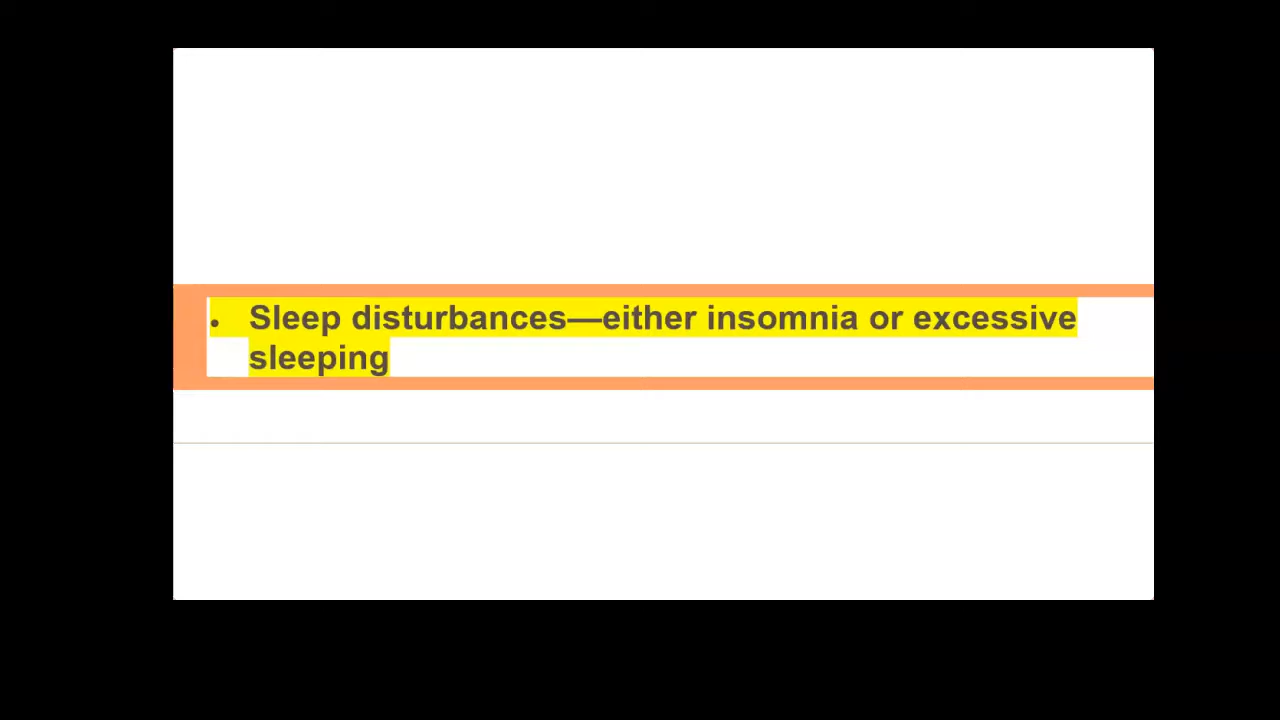 • Sleep disturbances—either insomnia or excessive
sleeping